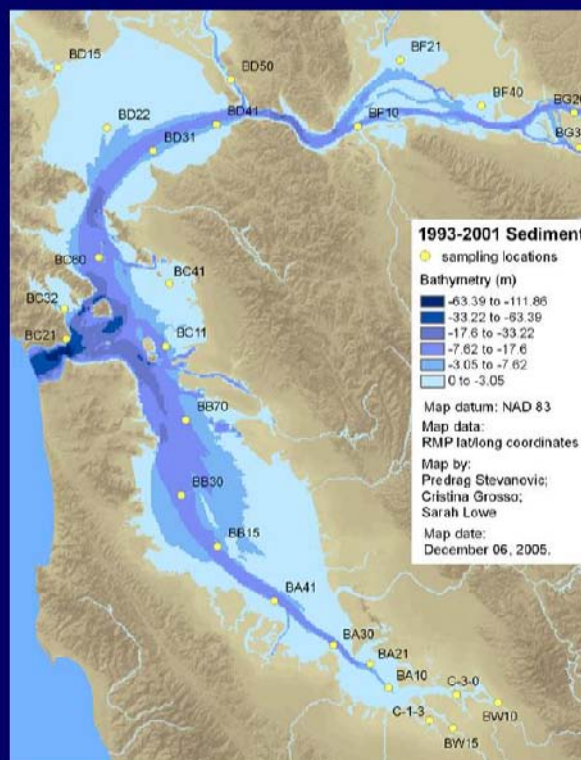 BD15
BD50
BF21
BD22
BD41
BF40
BF10
BG20
BD31
BG3
1993-2001 Sediment
sampling locations
Bathymetry (m)
-63.39 to -111.86
-33.22 to -63.39
-17.6 to -33.22
-7.62 to -17.6
-3.05 to -7.62
0 to -3.05
Map datum: NAD 83
Map data:
RMP lat/long coordinates
Map by:
Predrag Stevanovic;
Cristina Grosso;
Sarah Lowe
Map date:
December 06, 2005.
BC60
BC41
BC32
BC21
BC11
BB70
BB30
BB15
BA41
BA30
BA21
BA10
C-3-0
C-1-3
BW10
BW15